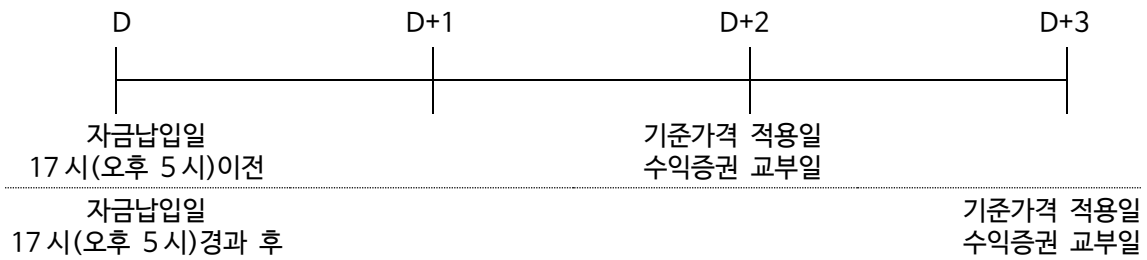 D D+1 D+2 D+3
자금납입일 기준가격 적용일
17시(오후 5시)이전 수익증권 교부일
자금납입일 기준가격 적용일
17시(오후 5시)경과 후 수익증권 교부일